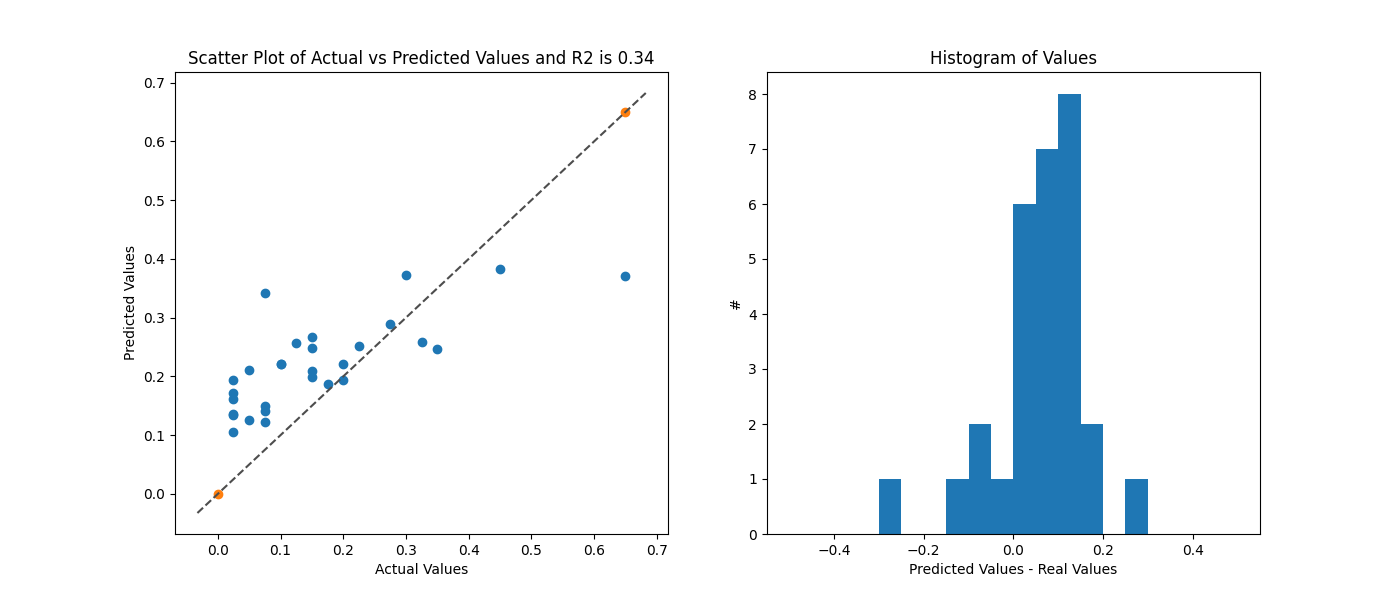 Scatter Plot of Actual vs Predicted Values and R2 is 0.34
0.7
0.6
0.5
0.4
0.3
0.2
0.1
0.0
Predicted Values
0.0 0.1 0.2 0.3 0.4 0.5 0.6 0.7
Actual Values
Histogram of Values
8
7
6
5
4
3
2
1
0
#
−0.4 −0.2 0.0 0.2 0.4
Predicted Values - Real Values